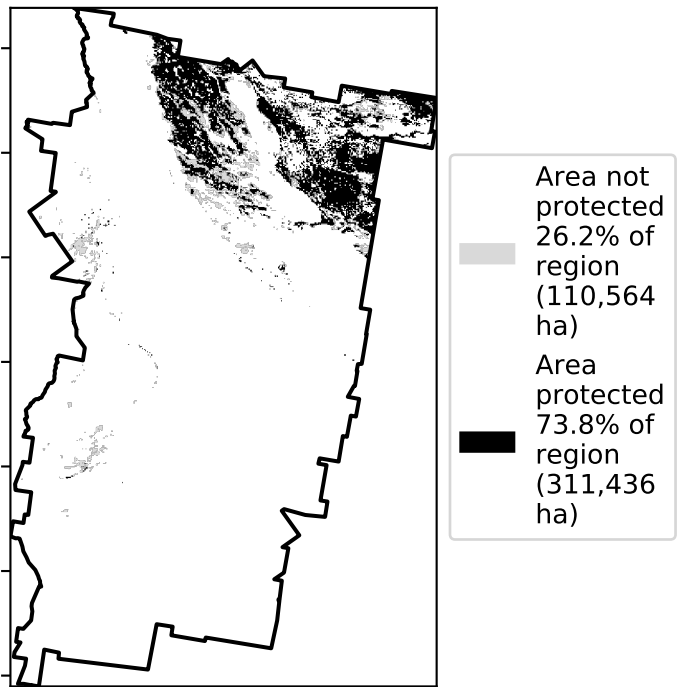 Area not
protected
26.2% of
region
(110,564
ha)
Area
protected
73.8% of
region
(311,436
ha)